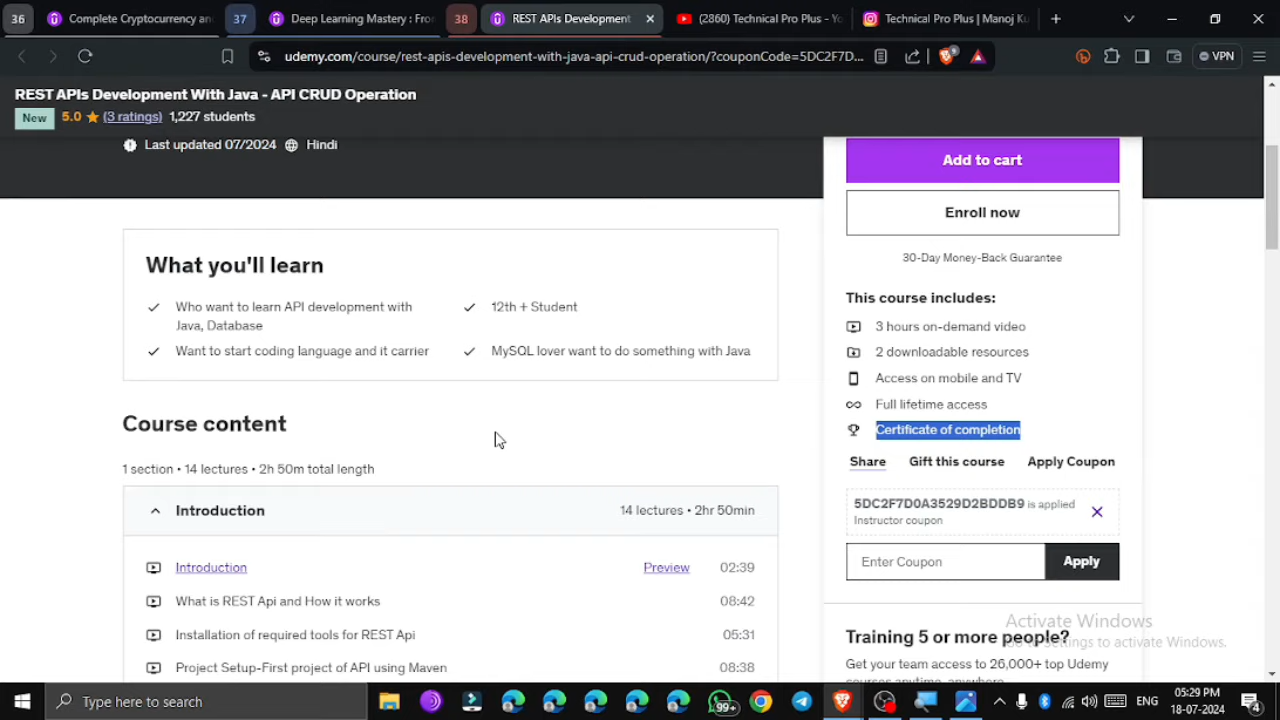 36
Complete Cryptocurrency an
37
Deep Learning Mastery : Fro
38
REST APIs Development
(2860) Technical Pro Plus - Yo
Technical Pro Plus | Manoj Ku
udemy.com/course/rest-apis-development-with-java-api-crud-operation/?couponCode=5DC2F7D...
9
VPN
REST APIs Development With Java - API CRUD Operation
New 5.0 (3 ratings) 1,227 students
Last updated 07/2024 Hindi
Add to cart
Enroll now
30-Day Money-Back Guarantee
What you'll learn
Who want to learn API development with
Java, Database
12th + Student
Want to start coding language and it carrier
MySQL lover want to do something with Java
This course includes:
3 hours on-demand video
2 downloadable resources
Access on mobile and TV
Full lifetime access
Certificate of completion
Share Gift this course Apply Coupon
5DC2F7D0A3529D2BDDB9 is applied
Instructor coupon
Enter Coupon Apply
Course content
1 section • 14 lectures • 2h 50m total length
Introduction 14 lectures • 2hr 50min
Introduction Preview 02:39
What is REST Api and How it works 08:42
Installation of required tools for REST Api 05:31
Project Setup-First project of API using Maven 08:38
Training 5 or more people?
Get your team access to 26,000+ top Udemy
courses anytime, anywhere.
Activate Windows
Go to Settings to activate Windows.
Type here to search
99+
ENG
05:29 PM
18-07-2024
4